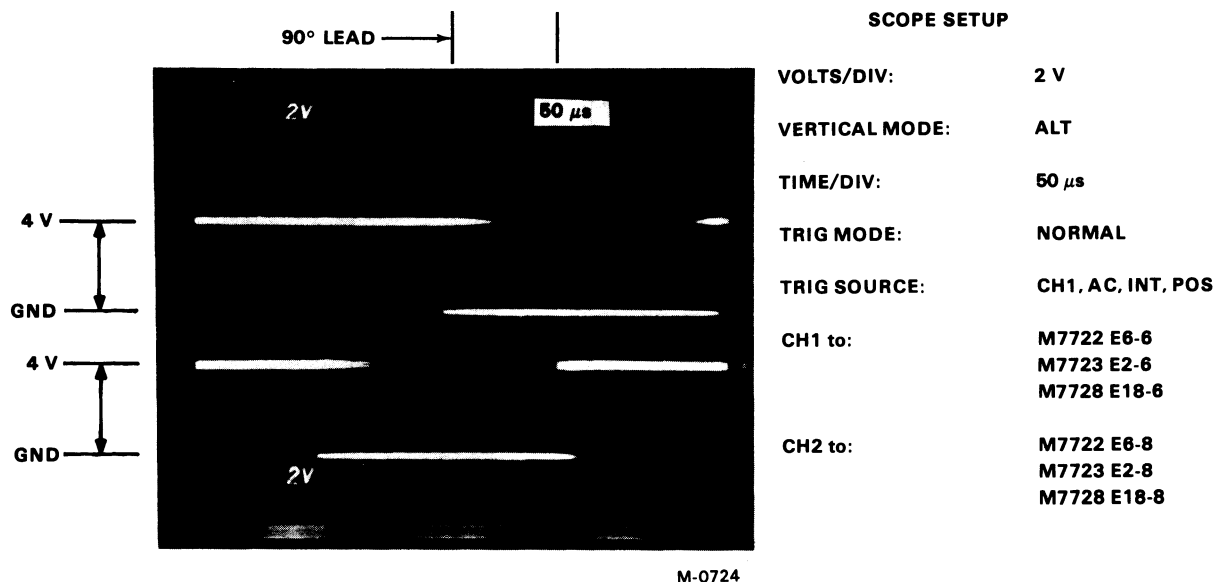 90° LEAD
SCOPE SETUP
2V
50 μs
4 V
GND
4 V
GND
2V
VOLTS/DIV: 2 V
VERTICAL MODE: ALT
TIME/DIV: 50 μs
TRIG MODE: NORMAL
TRIG SOURCE: CH1, AC, INT, POS
CH1 to: M7722 E6-6
M7723 E2-6
M7728 E18-6
CH2 to: M7722 E6-8
M7723 E2-8
M7728 E18-8
M-0724